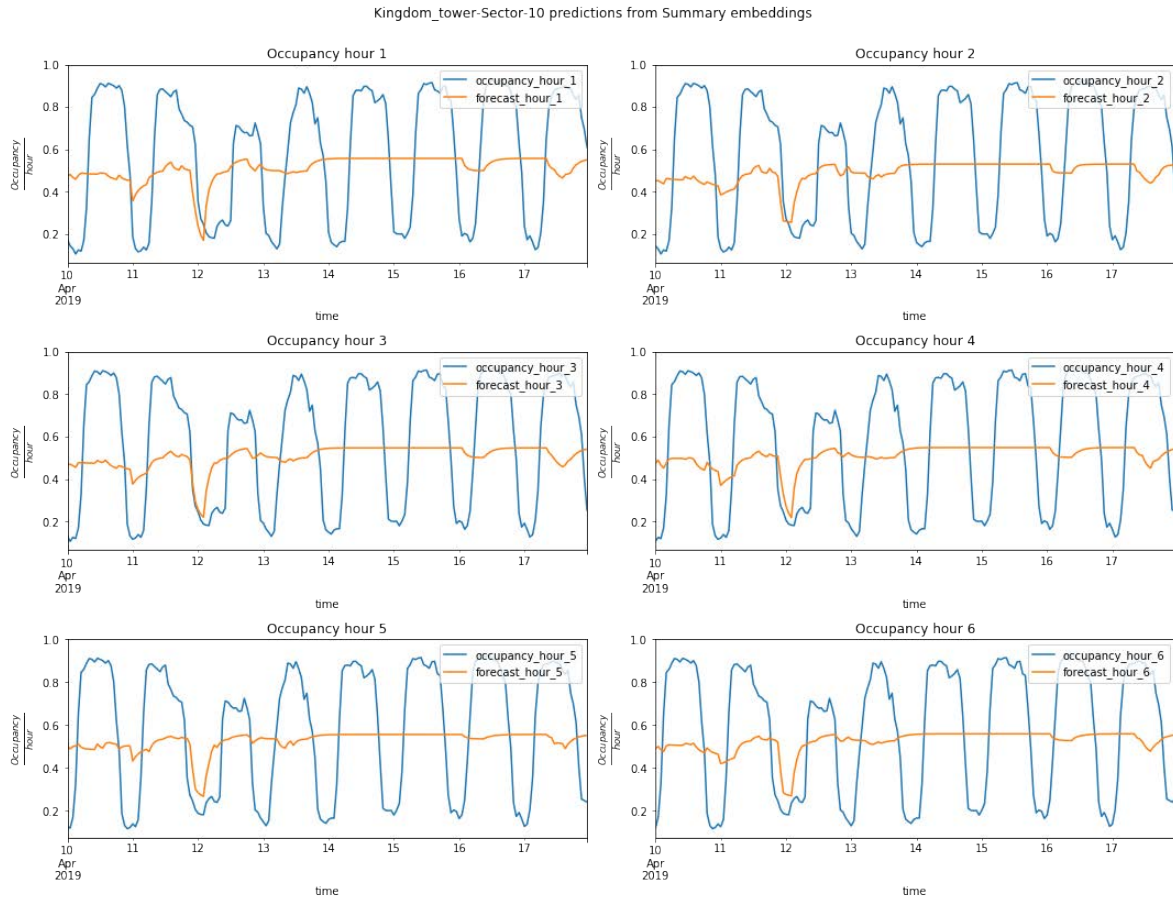 Kingdom_tower-Sector-10 predictions from Summary embeddings
Occupancy hour 1
1.0
0.8
0.6
0.4
0.2
Occupancy
hour
occupancy_hour_1
forecast_hour_1
10 11 12 13 14 15 16 17
Apr
2019
time
Occupancy hour 2
1.0
0.8
0.6
0.4
0.2
Occupancy
hour
occupancy_hour_2
forecast_hour_2
10 11 12 13 14 15 16 17
Apr
2019
time
Occupancy hour 3
1.0
0.8
0.6
0.4
0.2
Occupancy
hour
occupancy_hour_3
forecast_hour_3
10 11 12 13 14 15 16 17
Apr
2019
time
Occupancy hour 4
1.0
0.8
0.6
0.4
0.2
Occupancy
hour
occupancy_hour_4
forecast_hour_4
10 11 12 13 14 15 16 17
Apr
2019
time
Occupancy hour 5
1.0
0.8
0.6
0.4
0.2
Occupancy
hour
occupancy_hour_5
forecast_hour_5
10 11 12 13 14 15 16 17
Apr
2019
time
Occupancy hour 6
1.0
0.8
0.6
0.4
0.2
Occupancy
hour
occupancy_hour_6
forecast_hour_6
10 11 12 13 14 15 16 17
Apr
2019
time